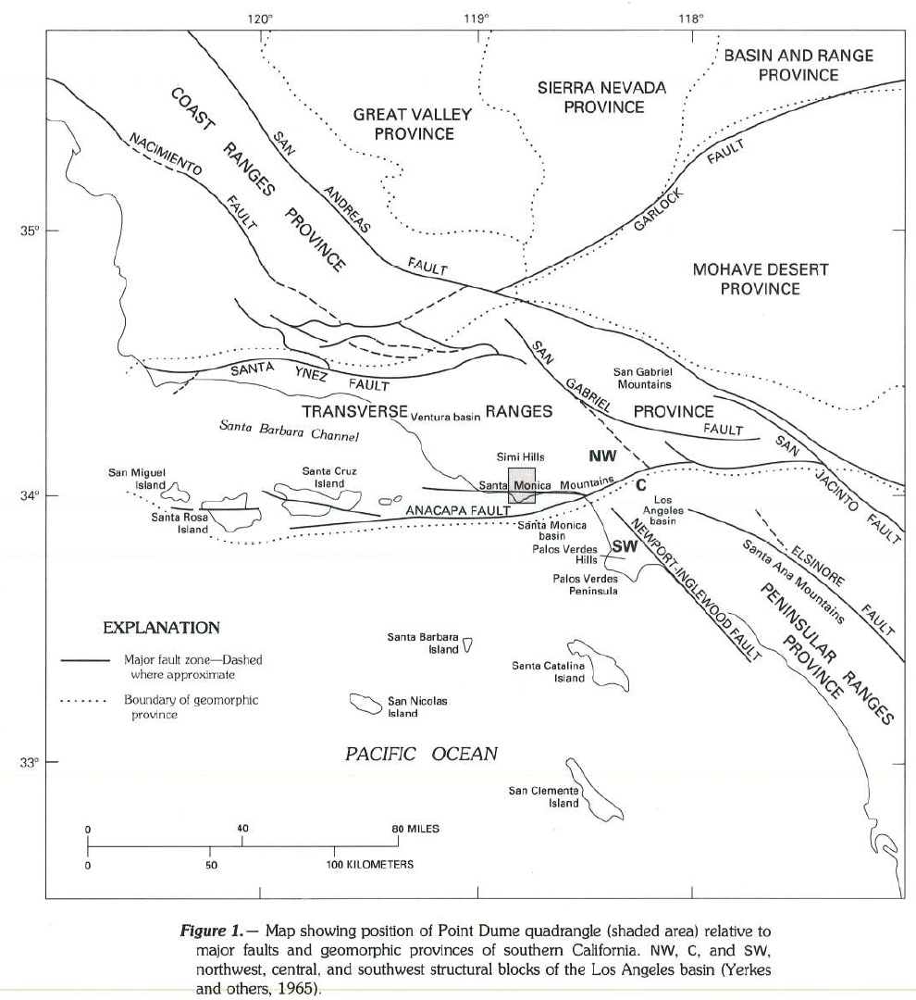 120°
119°
118°
BASIN AND RANGE
PROVINCE
SIERRA NEVADA
PROVINCE
GREAT VALLEY
PROVINCE
COAST RANGES PROVINCE
SAN ANDREAS FAULT
NACIMIENTO FAULT
GARLOCK FAULT
35°
MOHAVE DESERT
PROVINCE
SANTA YNEZ FAULT
SAN GABRIEL FAULT
San Gabriel
Mountains
TRANSVERSE RANGES PROVINCE
Ventura basin
Santa Barbara Channel
SAN JACINTO FAULT
Simi Hills
NW
San Miguel
Island
Santa Cruz
Island
Santa Monica Mountains
C
34°
Santa Rosa
Island
ANACAPA FAULT
Los
Angeles
basin
Santa Monica
basin
Palos Verdes
Hills
SW
Palos Verdes
Peninsula
NEWPORT-INGLEWOOD FAULT
ELSINORE FAULT
Santa Ana Mountains
PENINSULAR RANGES
PROVINCE
EXPLANATION
Major fault zone—Dashed
where approximate
Boundary of geomorphic
province
Santa Barbara
Island
Santa Catalina
Island
San Nicolas
Island
PACIFIC OCEAN
33°
San Clemente
Island
0 40 80 MILES
0 50 100 KILOMETERS
Figure 1.— Map showing position of Point Dume quadrangle (shaded area) relative to
major faults and geomorphic provinces of southern California. NW, C, and SW,
northwest, central, and southwest structural blocks of the Los Angeles basin (Yerkes
and others, 1965).